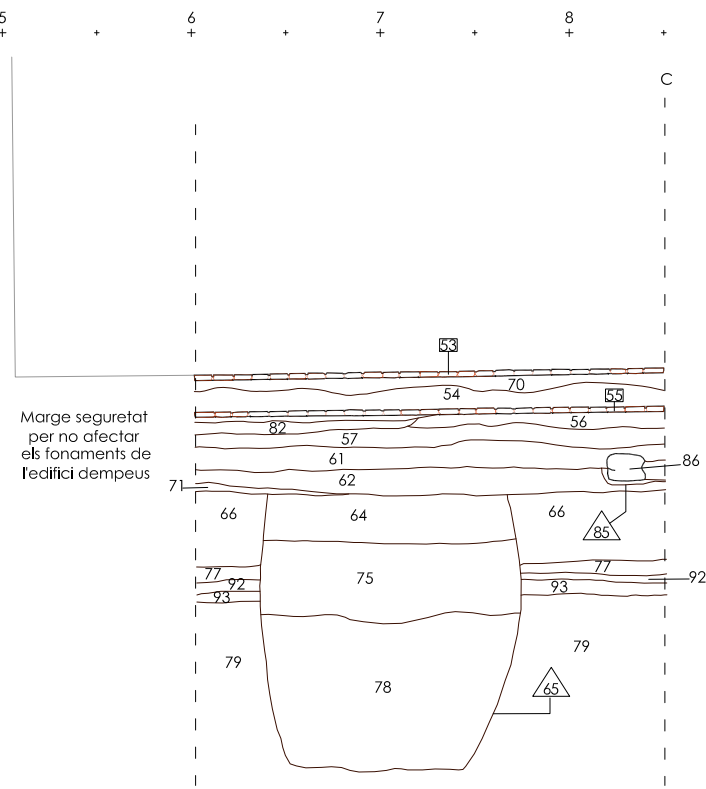 5 6 7 8
C
53
70
54
55
82 56
57
61
86
62
71
66 64 66
85
77 77
75
92 92
93 93
79 79
78
65
Marge seguretat
per no afectar
els fonaments de
l'edifici dempeus